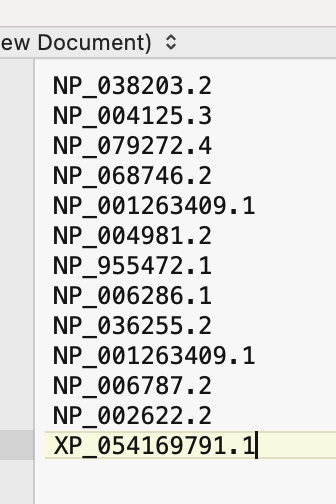 ew Document)
NP_038203.2
NP_004125.3
NP_079272.4
NP_068746.2
NP_001263409.1
NP_004981.2
NP_955472.1
NP_006286.1
NP_036255.2
NP_001263409.1
NP_006787.2
NP_002622.2
XP_054169791.1